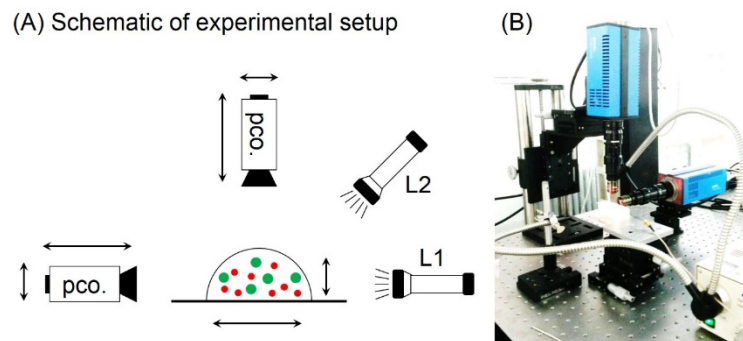 (A) Schematic of experimental setup
(B)
pco.
L2
pco.
L1